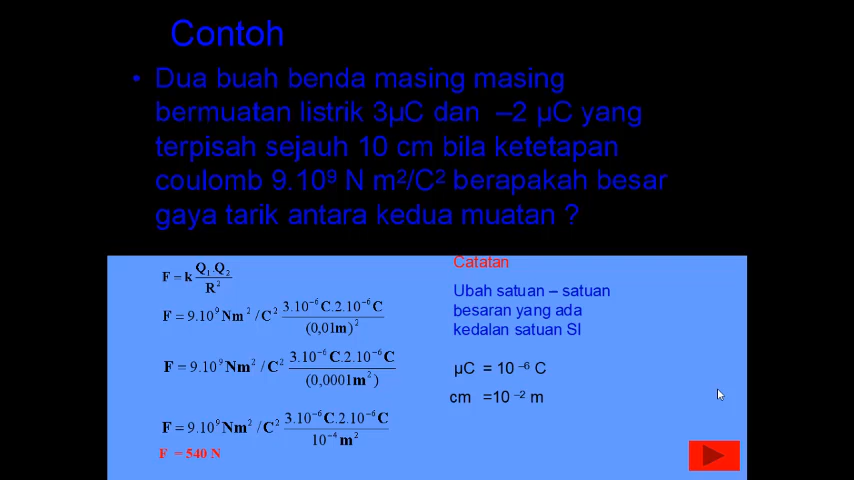 Contoh
• Dua buah benda masing masing
bermuatan listrik 3µC dan –2 µC yang
terpisah sejauh 10 cm bila ketetapan
coulomb 9.10⁹ N m²/C² berapakah besar
gaya tarik antara kedua muatan ?
F = k Q₁.Q₂ / R²
F = 9.10⁹ Nm²/C² 3.10⁻⁶C.2.10⁻⁶C / (0,01m)²
F = 9.10⁹ Nm²/C² 3.10⁻⁶C.2.10⁻⁶C / (0,0001m²)
F = 9.10⁹ Nm²/C² 3.10⁻⁶C.2.10⁻⁶C / 10⁻⁴ m²
F = 540 N
Catatan
Ubah satuan – satuan
besaran yang ada
kedalan satuan SI
µC = 10 ⁻⁶ C
cm =10 ⁻² m